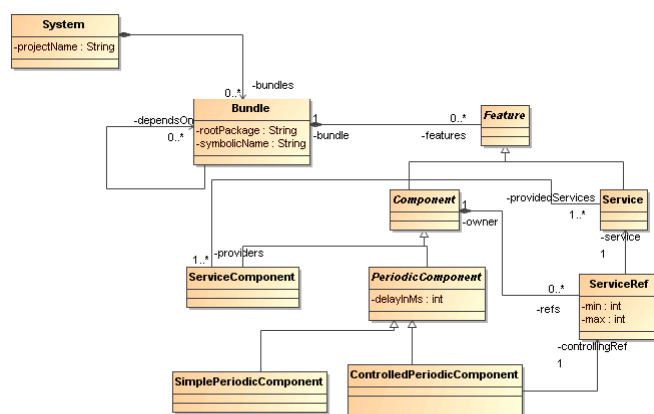 System
-projectName : String
-bundles
0..*
Bundle
-rootPackage : String
-symbolicName : String
-dependsOn
0..*
1
-bundle
0..*
-features
Feature
Component
1
-owner
-providedServices
1..*
Service
-service
1
-providers
1..*
ServiceComponent
PeriodicComponent
-delayInMs : int
0..*
-refs
ServiceRef
-min : int
-max : int
-controllingRef
1
SimplePeriodicComponent
ControlledPeriodicComponent